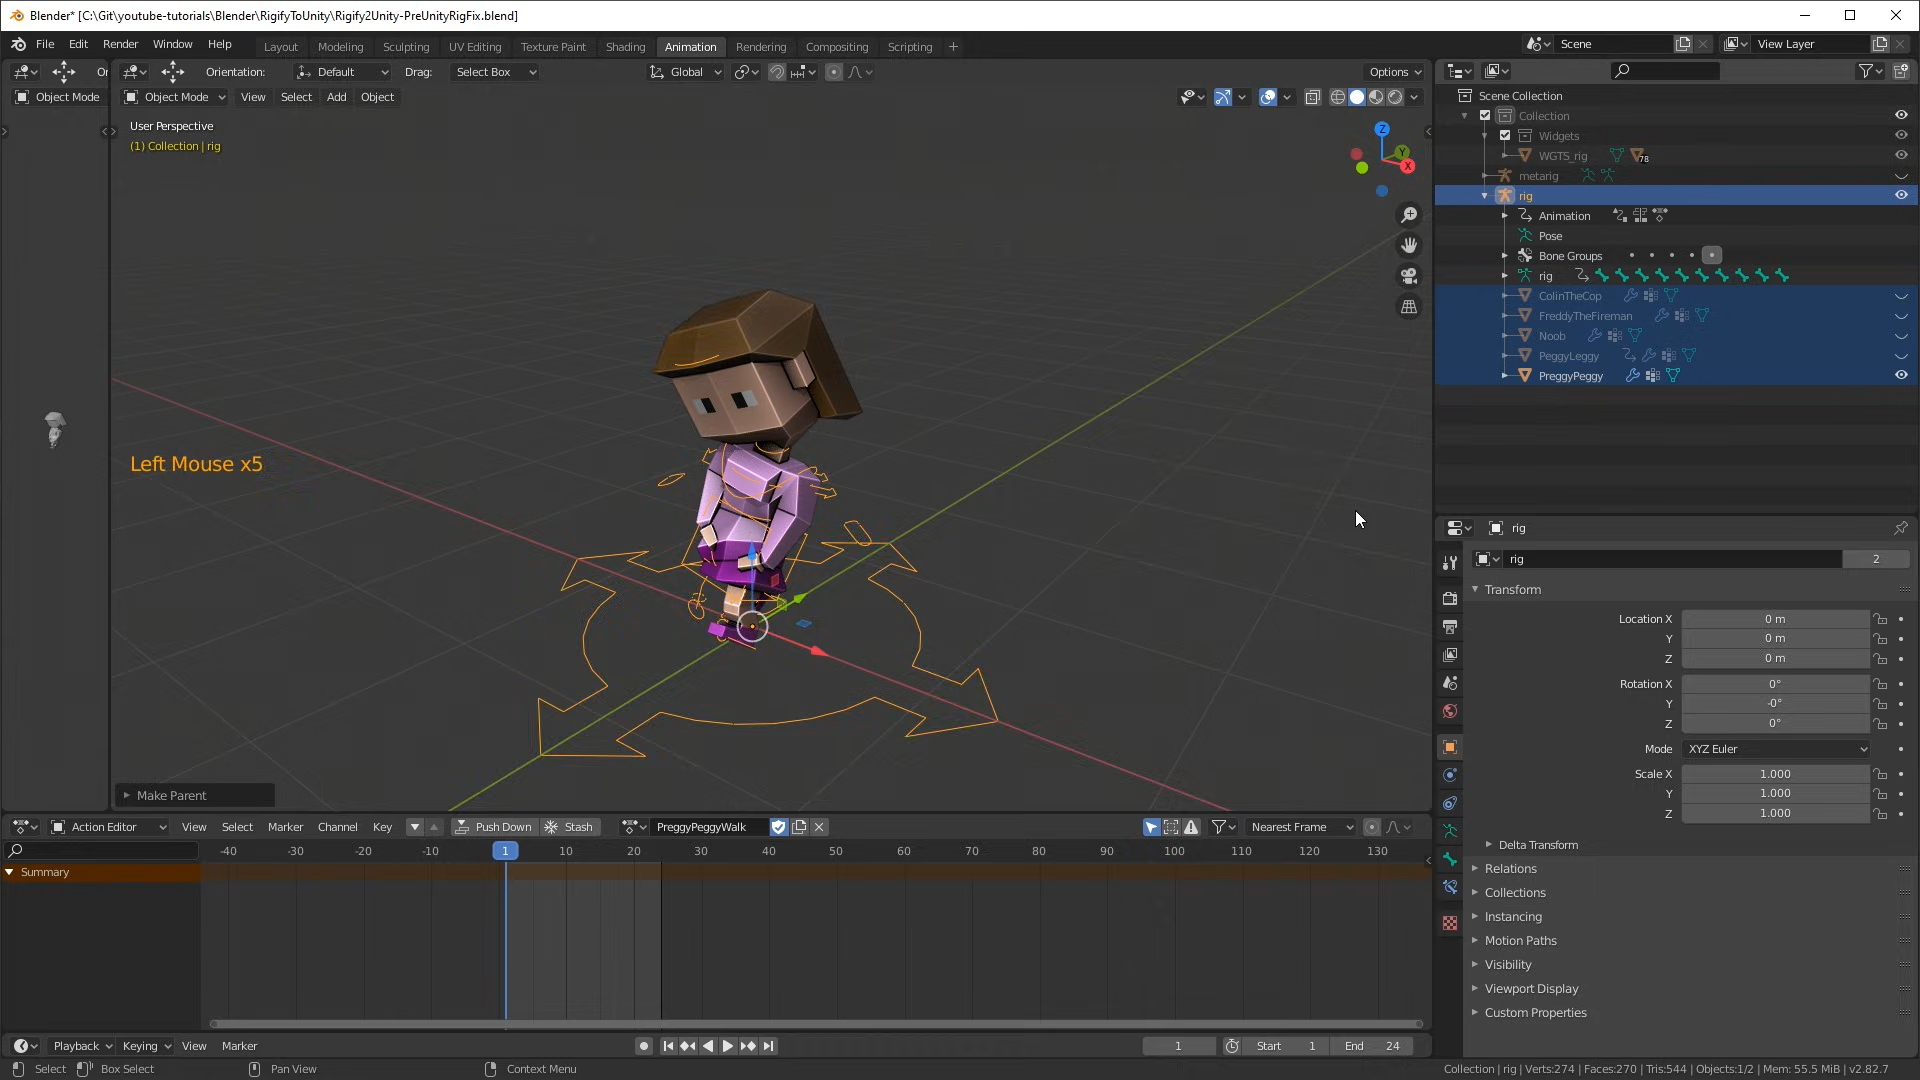 Blender* [C:\Git\youtube-tutorials\Blender\RigifyToUnity\Rigify2Unity-PreUnityRigFix.blend]
File Edit Render Window Help Layout Modeling Sculpting UV Editing Texture Paint Shading Animation Rendering Compositing Scripting + Scene View Layer
Or Orientation: Default Drag: Select Box Global Options
Object Mode Object Mode View Select Add Object
User Perspective
(1) Collection | rig
Z
Y
X
Left Mouse x5
Make Parent
Scene Collection
Collection
Widgets
WGTS_rig 78
metarig
rig
Animation
Pose
Bone Groups
rig
ColinTheCop
FreddyTheFireman
Noob
PeggyLeggy
PreggyPeggy
rig
rig 2
Transform
Location X 0 m
Y 0 m
Z 0 m
Rotation X 0°
Y -0°
Z 0°
Mode XYZ Euler
Scale X 1.000
Y 1.000
Z 1.000
Delta Transform
Relations
Collections
Instancing
Motion Paths
Visibility
Viewport Display
Custom Properties
Action Editor View Select Marker Channel Key Push Down Stash PreggyPeggyWalk Nearest Frame
-40 -30 -20 -10 1 10 20 30 40 50 60 70 80 90 100 110 120 130
Summary
Playback Keying View Marker 1 Start 1 End 24
Select Box Select Pan View Context Menu Collection | rig | Verts:274 | Faces:270 | Tris:544 | Objects:1/2 | Mem: 55.5 MiB | v2.82.7